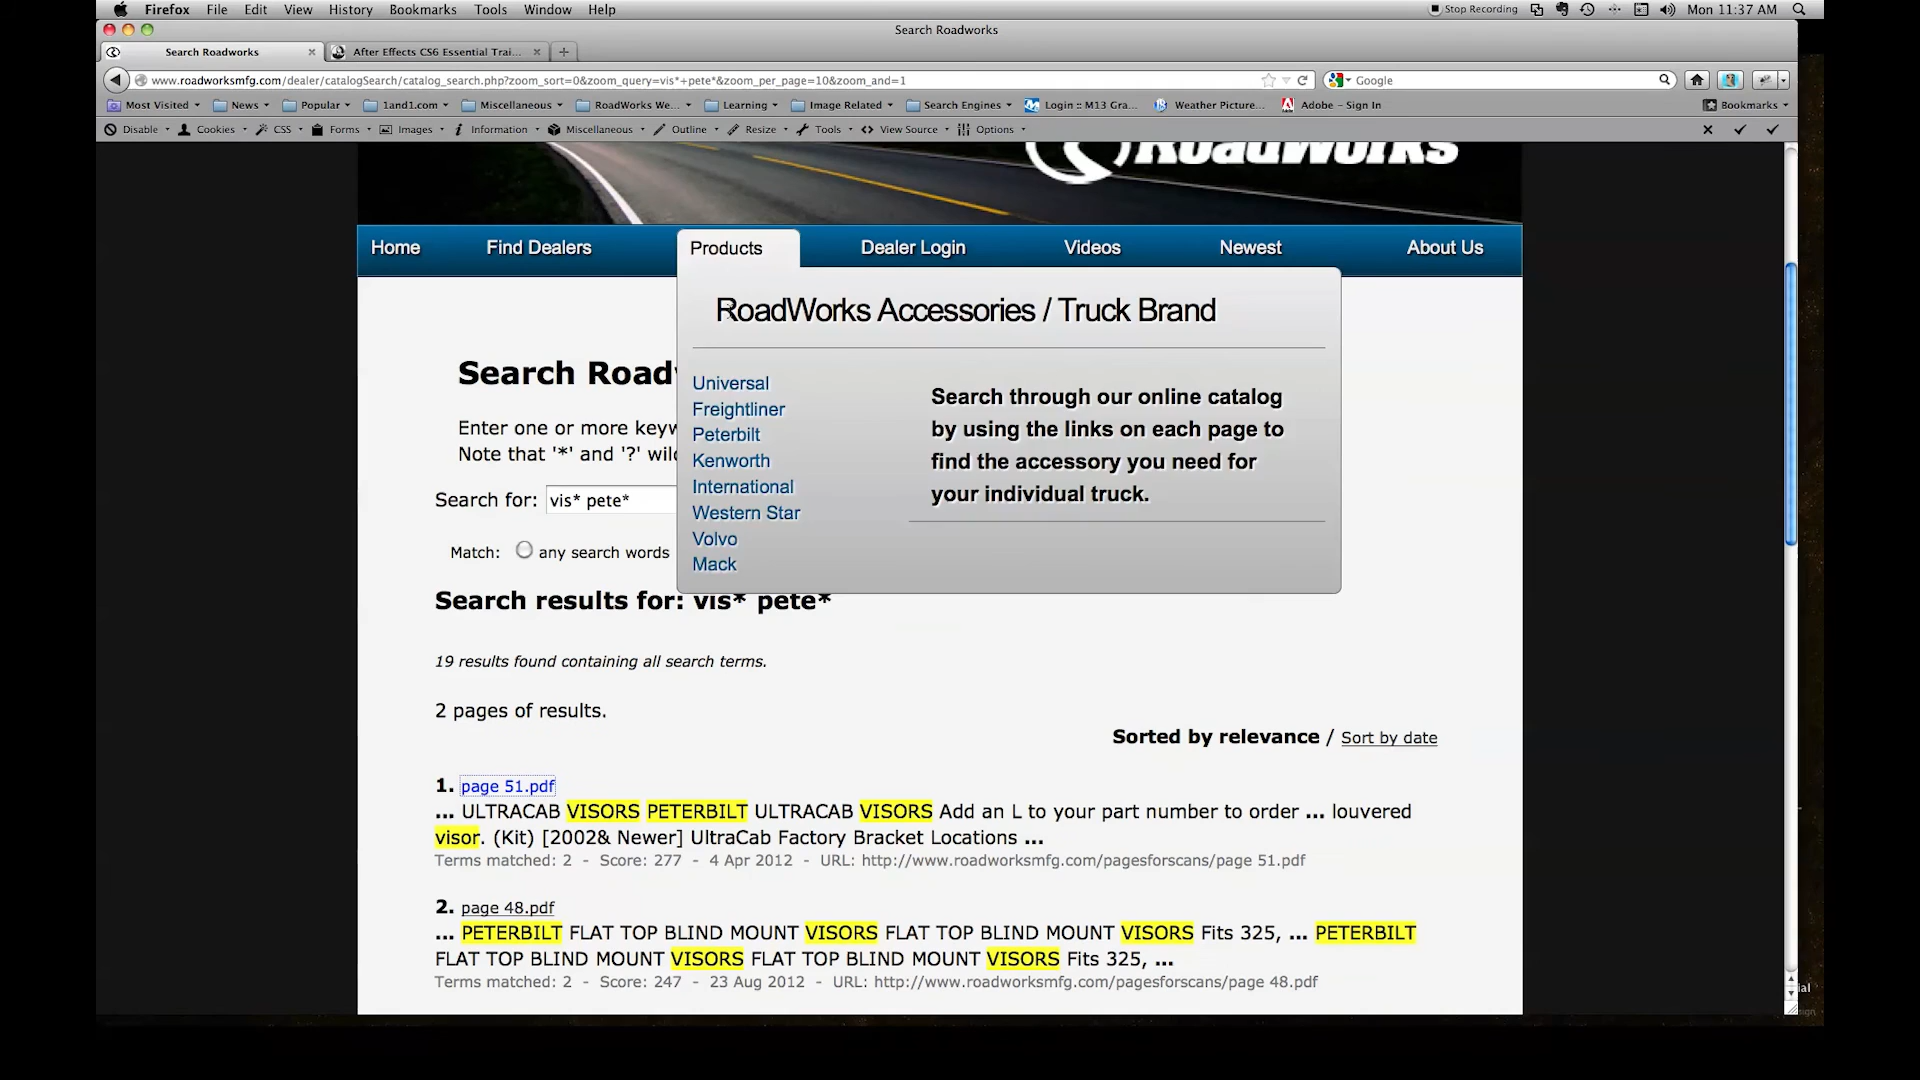 Firefox File Edit View History Bookmarks Tools Window Help Stop Recording Mon 11:37 AM
Search Roadworks
Search Roadworks After Effects CS6 Essential Trai...
www.roadworksmfg.com/dealer/catalogSearch/catalog_search.php?zoom_sort=0&zoom_query=vis*+pete*&zoom_per_page=10&zoom_and=1 Google
Most Visited News Popular 1and1.com Miscellaneous RoadWorks We... Learning Image Related Search Engines Login :: M13 Gra... Weather Picture... Adobe - Sign In Bookmarks
Disable Cookies CSS Forms Images Information Miscellaneous Outline Resize Tools View Source Options
RoadWorks
Home Find Dealers Products Dealer Login Videos Newest About Us
RoadWorks Accessories / Truck Brand
Universal
Freightliner
Peterbilt
Kenworth
International
Western Star
Volvo
Mack
Search through our online catalog
by using the links on each page to
find the accessory you need for
your individual truck.
Search Roadw
Enter one or more keyw
Note that '*' and '?' wild
Search for: vis* pete*
Match: any search words
Search results for: vis* pete*
19 results found containing all search terms.
2 pages of results.
Sorted by relevance / Sort by date
1. page 51.pdf
... ULTRACAB VISORS PETERBILT ULTRACAB VISORS Add an L to your part number to order ... louvered
visor. (Kit) [2002& Newer] UltraCab Factory Bracket Locations ...
Terms matched: 2 - Score: 277 - 4 Apr 2012 - URL: http://www.roadworksmfg.com/pagesforscans/page 51.pdf
2. page 48.pdf
... PETERBILT FLAT TOP BLIND MOUNT VISORS FLAT TOP BLIND MOUNT VISORS Fits 325, ... PETERBILT
FLAT TOP BLIND MOUNT VISORS FLAT TOP BLIND MOUNT VISORS Fits 325, ...
Terms matched: 2 - Score: 247 - 23 Aug 2012 - URL: http://www.roadworksmfg.com/pagesforscans/page 48.pdf